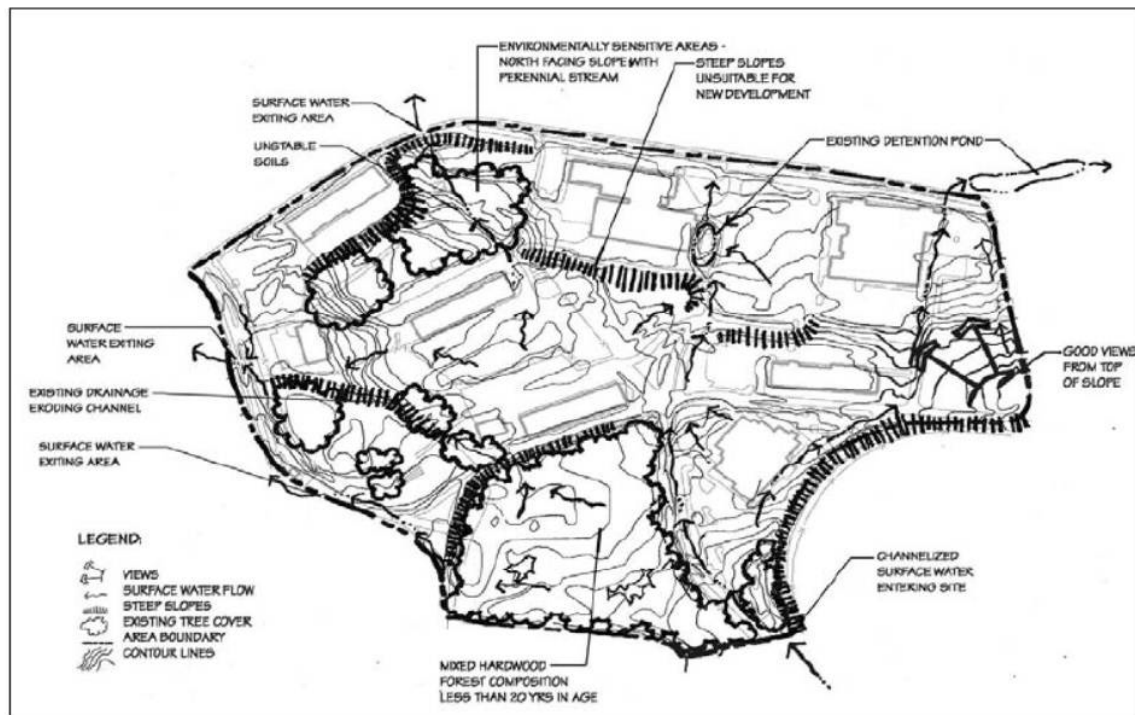 ENVIRONMENTALLY SENSITIVE AREAS -
NORTH FACING SLOPE WITH
PERENNIAL STREAM
STEEP SLOPES
UNSUITABLE FOR
NEW DEVELOPMENT
SURFACE WATER
EXITING AREA
UNSTABLE
SOILS
EXISTING DETENTION POND
SURFACE
WATER EXITING
AREA
GOOD VIEWS
FROM TOP
OF SLOPE
EXISTING DRAINAGE
ERODING CHANNEL
SURFACE WATER
EXITING AREA
LEGEND:
VIEWS
SURFACE WATER FLOW
STEEP SLOPES
EXISTING TREE COVER
AREA BOUNDARY
CONTOUR LINES
CHANNELIZED
SURFACE WATER
ENTERING SITE
MIXED HARDWOOD
FOREST COMPOSITION
LESS THAN 20 YRS IN AGE